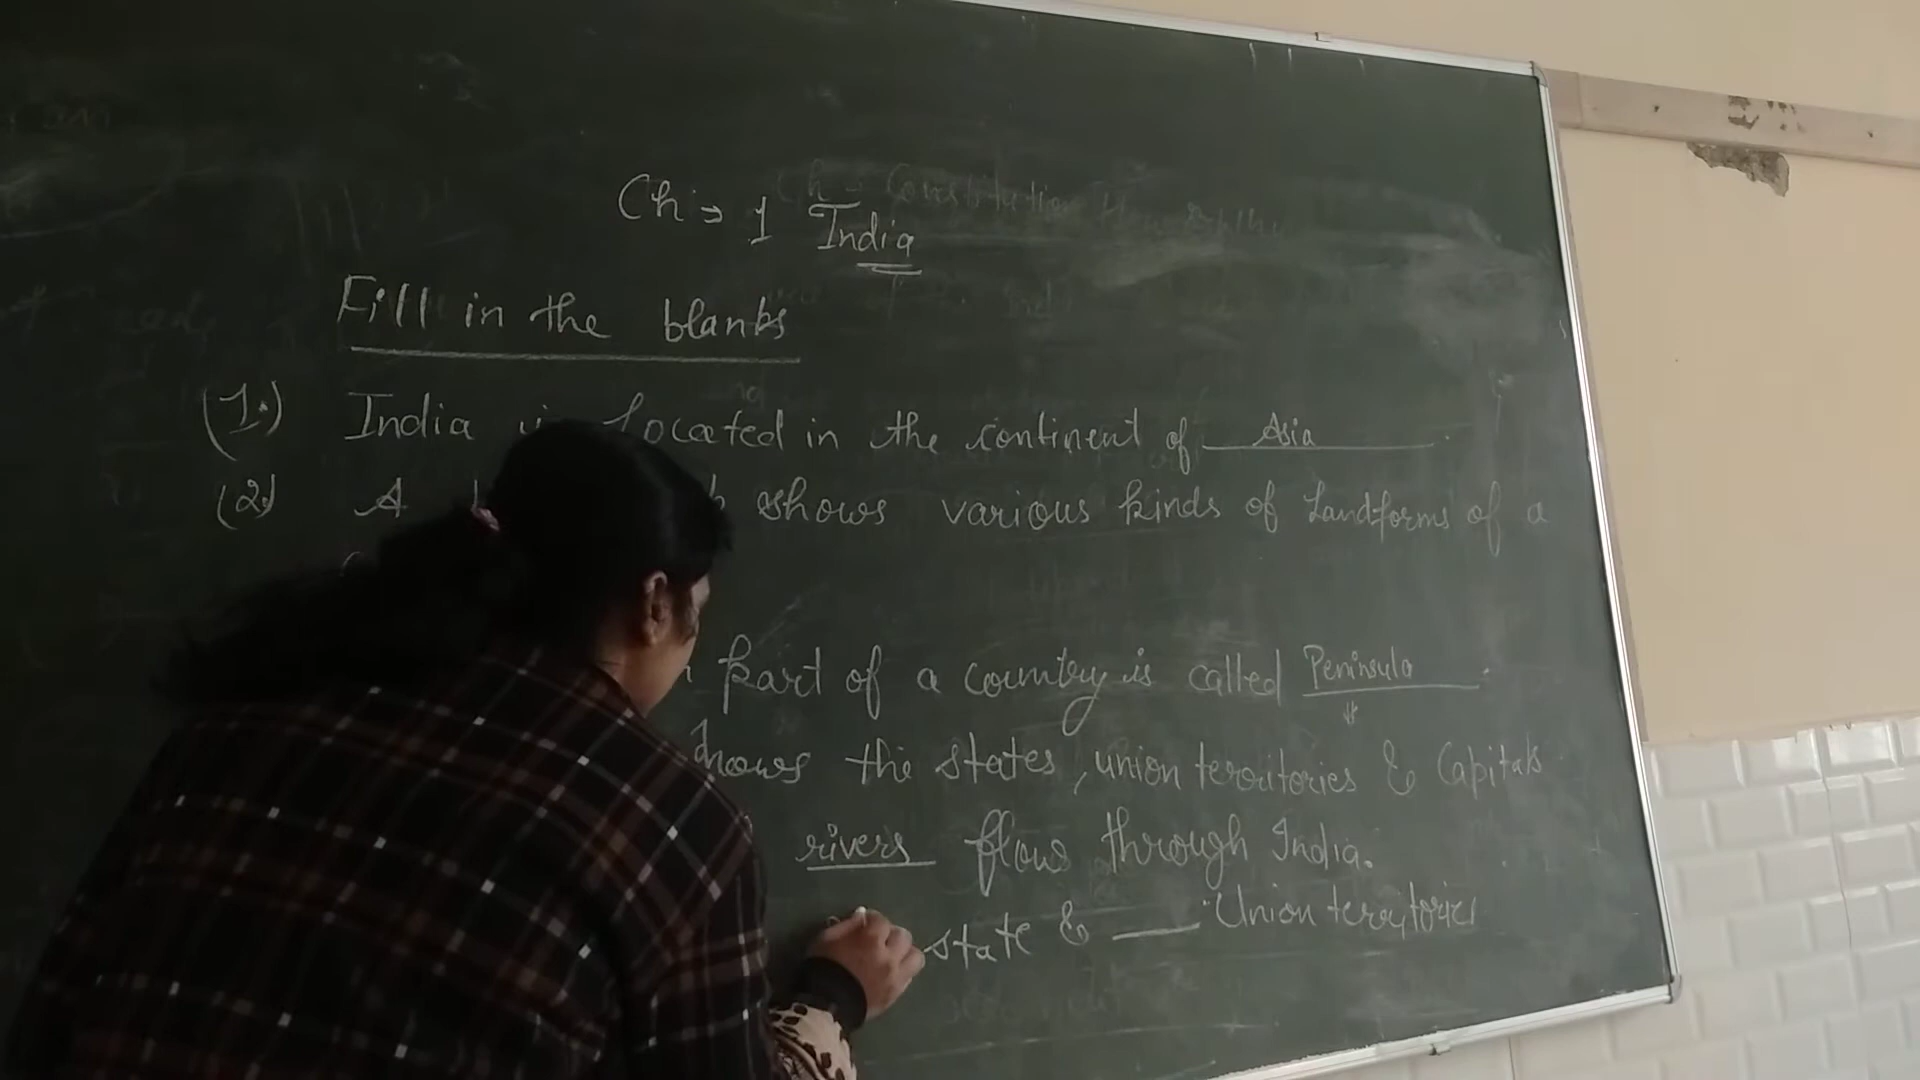 Ch → 1 India
Fill in the blanks
(1.) India is Located in the continent of Asia.
(2) A shows various kinds of Landforms of a
part of a country is called Peninsula.
shows the states, union territories & Capitals
rivers flow through India.
state & ___ Union territories